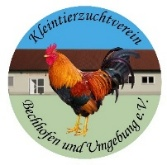 Kleintierzuchtverein
Bechhofen und Umgebung e.V.